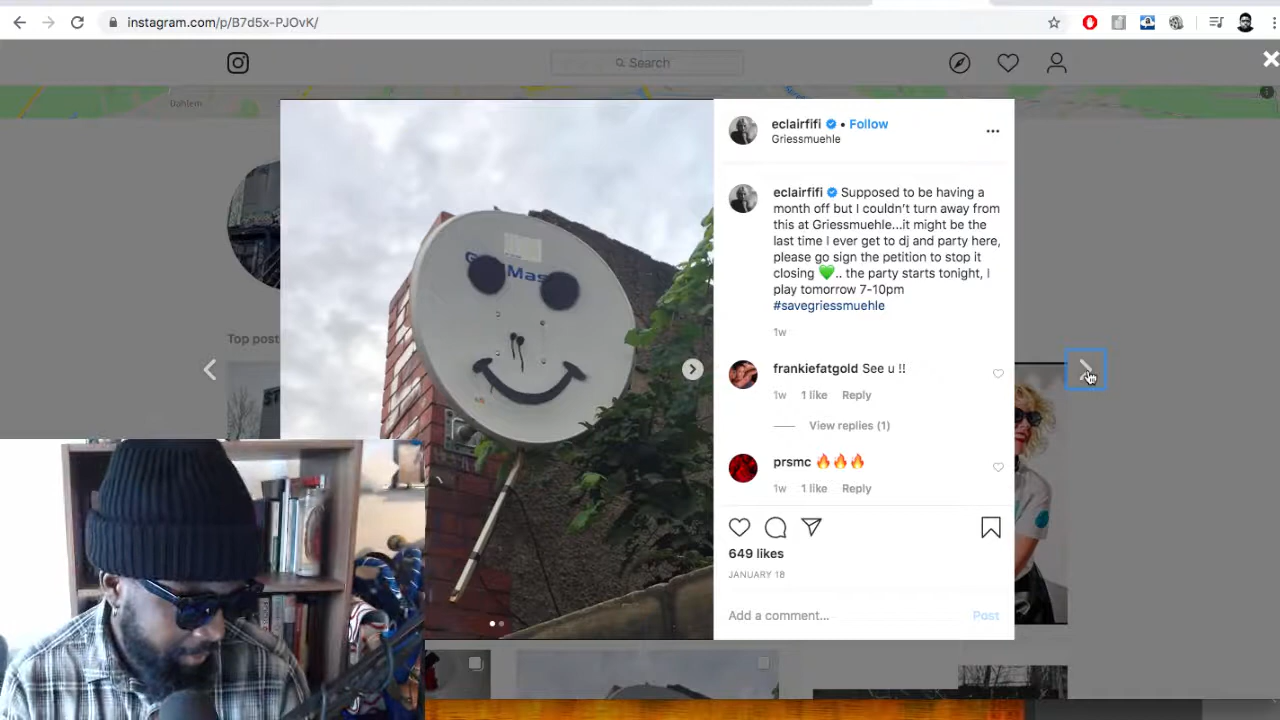 instagram.com/p/B7d5x-PJOvK/
Search
Dahlem
eclairfifi • Follow
Griessmuehle
eclairfifi Supposed to be having a
month off but I couldn't turn away from
this at Griessmuehle...it might be the
last time I ever get to dj and party here,
please go sign the petition to stop it
closing 💚.. the party starts tonight, I
play tomorrow 7-10pm
#savegriessmuehle
1w
Top post
frankiefatgold See u !!
1w 1 like Reply
View replies (1)
prsmc 🔥🔥🔥
1w 1 like Reply
649 likes
JANUARY 18
Add a comment... Post